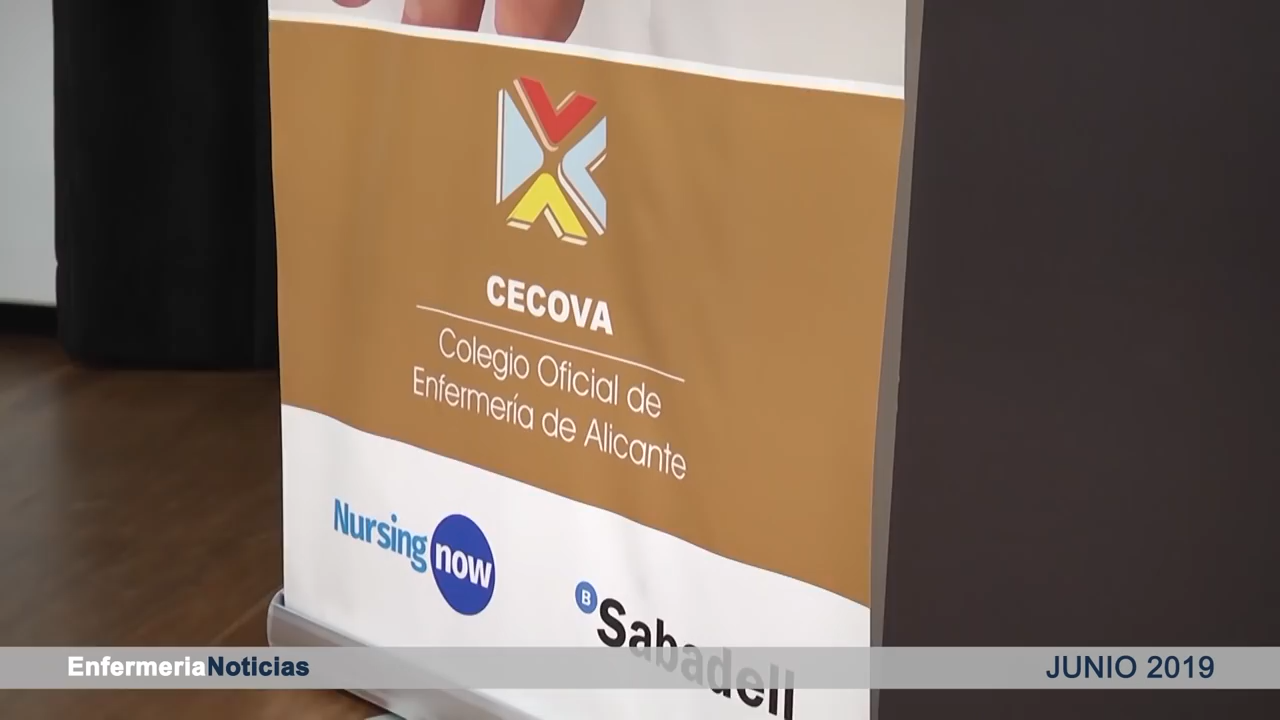 CECOVA
Colegio Oficial de
Enfermería de Alicante
Nursing now
B Sabadell
EnfermeriaNoticias
JUNIO 2019